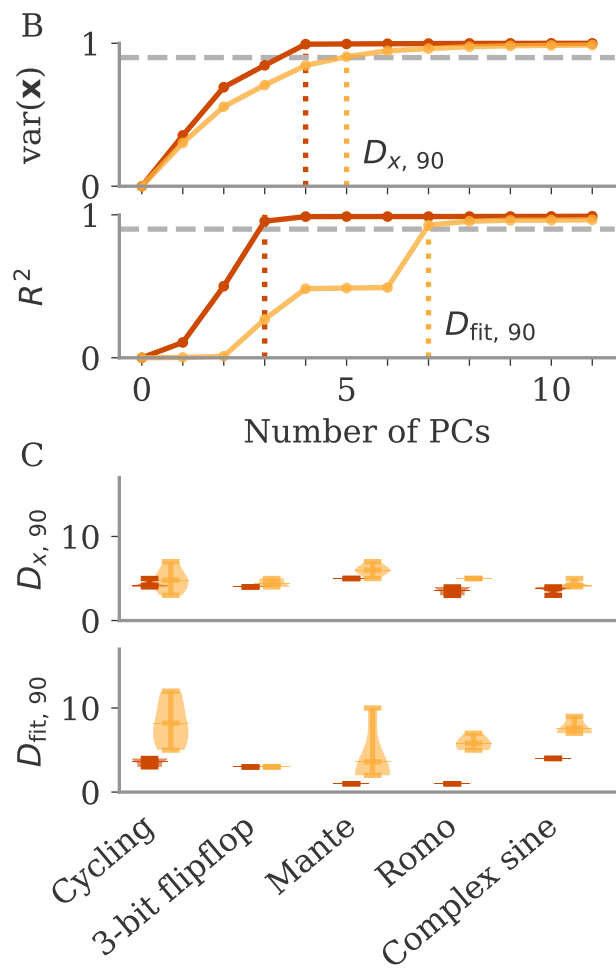 B
var(x)
1
0
D_x, 90
R^2
1
0
D_fit, 90
0
5
10
Number of PCs
C
D_x, 90
10
0
D_fit, 90
10
0
Cycling
3-bit flipflop
Mante
Romo
Complex sine